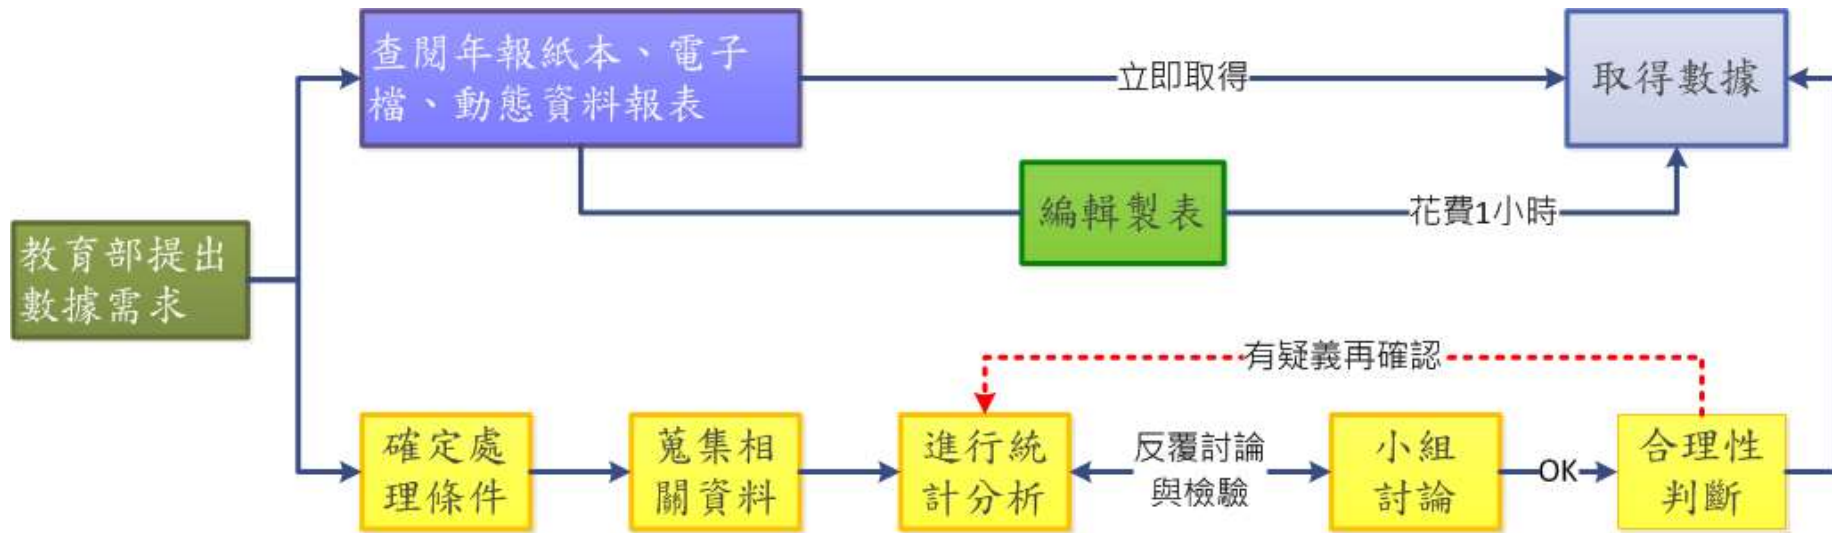 查閱年報紙本、電子
檔、動態資料報表
立即取得
取得數據
編輯製表
花費1小時
教育部提出
數據需求
有疑義再確認
確定處
理條件
蒐集相
關資料
進行統
計分析
反覆討論
與檢驗
小組
討論
OK
合理性
判斷